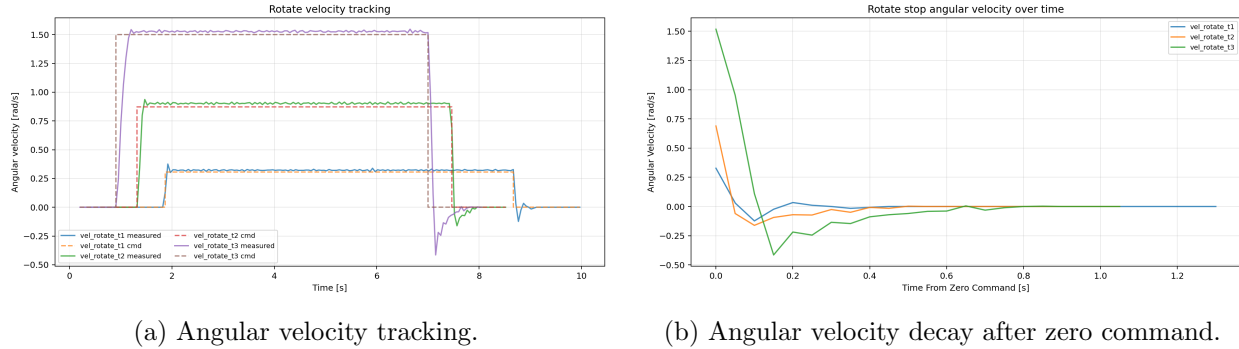 Rotate velocity tracking
1.50
1.25
1.00
0.75
0.50
0.25
0.00
−0.25
−0.50
Angular velocity [rad/s]
vel_rotate_t1 measured
vel_rotate_t1 cmd
vel_rotate_t2 measured
vel_rotate_t2 cmd
vel_rotate_t3 measured
vel_rotate_t3 cmd
0 2 4 6 8 10
Time [s]
(a) Angular velocity tracking.
Rotate stop angular velocity over time
1.50
1.25
1.00
0.75
0.50
0.25
0.00
−0.25
−0.50
Angular Velocity [rad/s]
vel_rotate_t1
vel_rotate_t2
vel_rotate_t3
0.0 0.2 0.4 0.6 0.8 1.0 1.2
Time From Zero Command [s]
(b) Angular velocity decay after zero command.